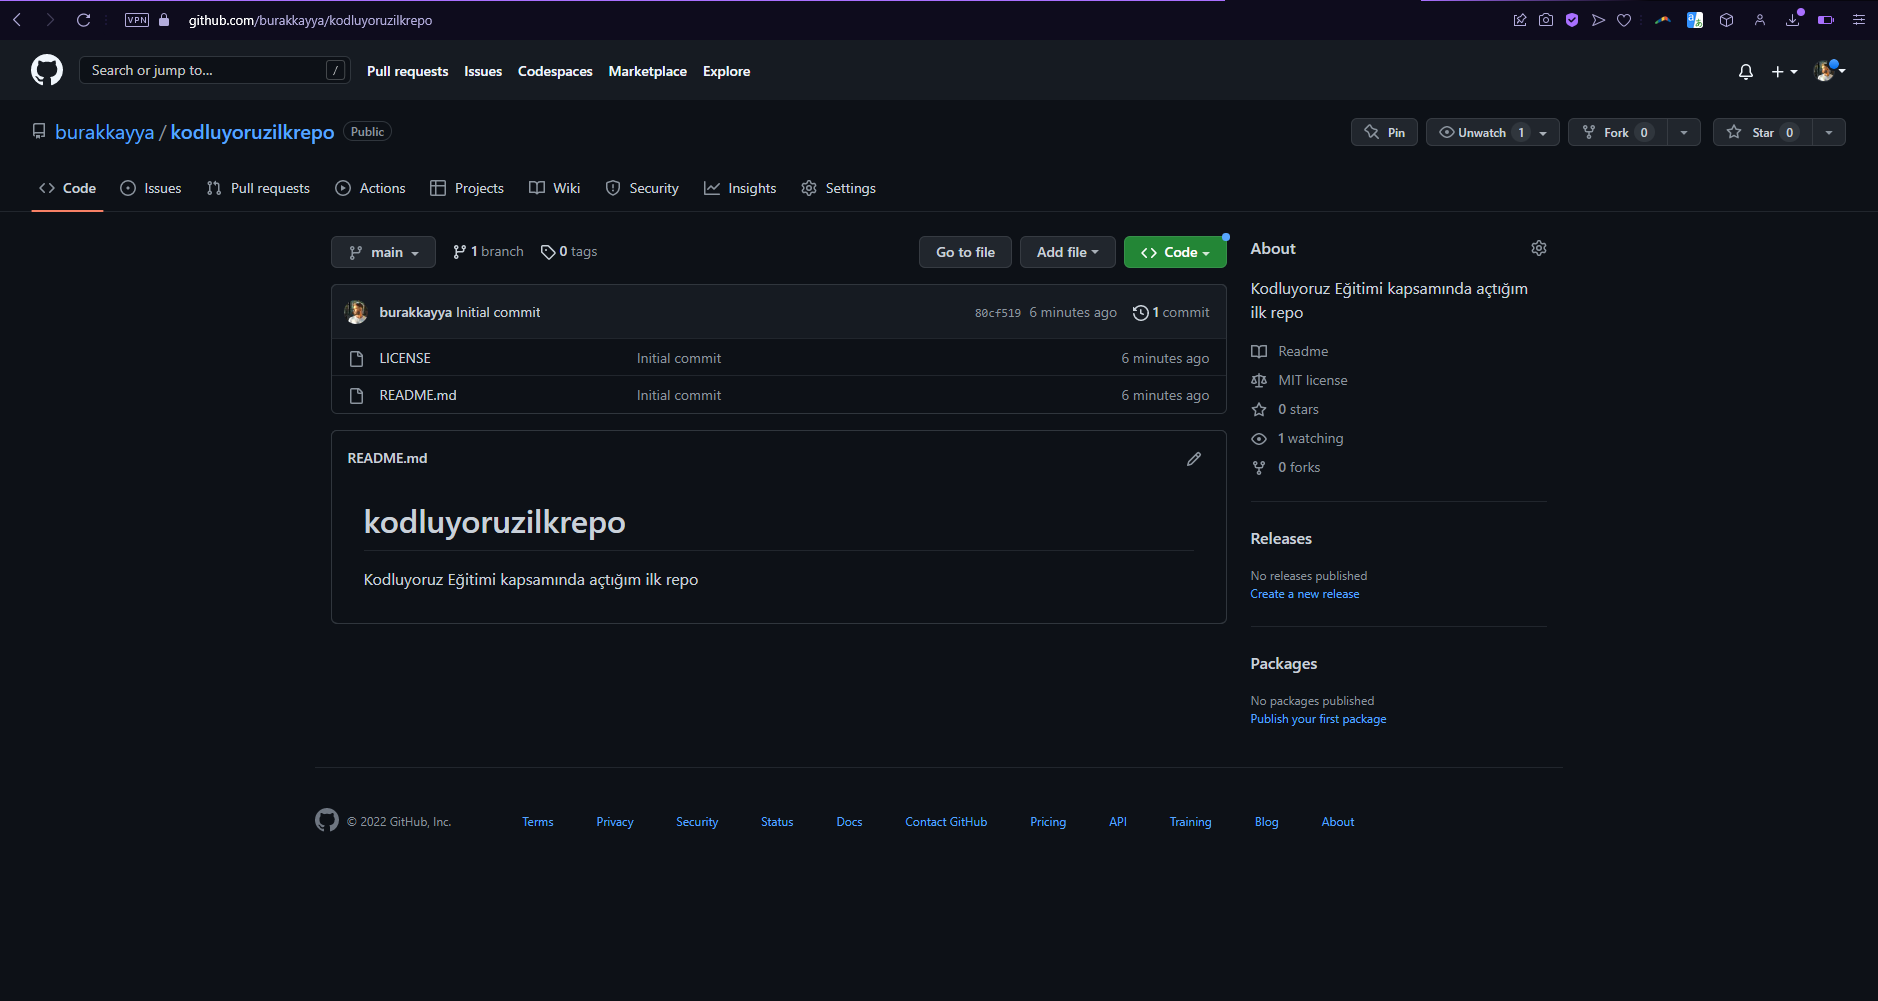 VPN github.com/burakkayya/kodluyoruzilkrepo
Search or jump to... / Pull requests Issues Codespaces Marketplace Explore
burakkayya / kodluyoruzilkrepo Public Pin Unwatch 1 Fork 0 Star 0
Code Issues Pull requests Actions Projects Wiki Security Insights Settings
main 1 branch 0 tags Go to file Add file Code
burakkayya Initial commit 80cf519 6 minutes ago 1 commit
LICENSE Initial commit 6 minutes ago
README.md Initial commit 6 minutes ago
README.md
kodluyoruzilkrepo
Kodluyoruz Eğitimi kapsamında açtığım ilk repo
About
Kodluyoruz Eğitimi kapsamında açtığım
ilk repo
Readme
MIT license
0 stars
1 watching
0 forks
Releases
No releases published
Create a new release
Packages
No packages published
Publish your first package
© 2022 GitHub, Inc. Terms Privacy Security Status Docs Contact GitHub Pricing API Training Blog About